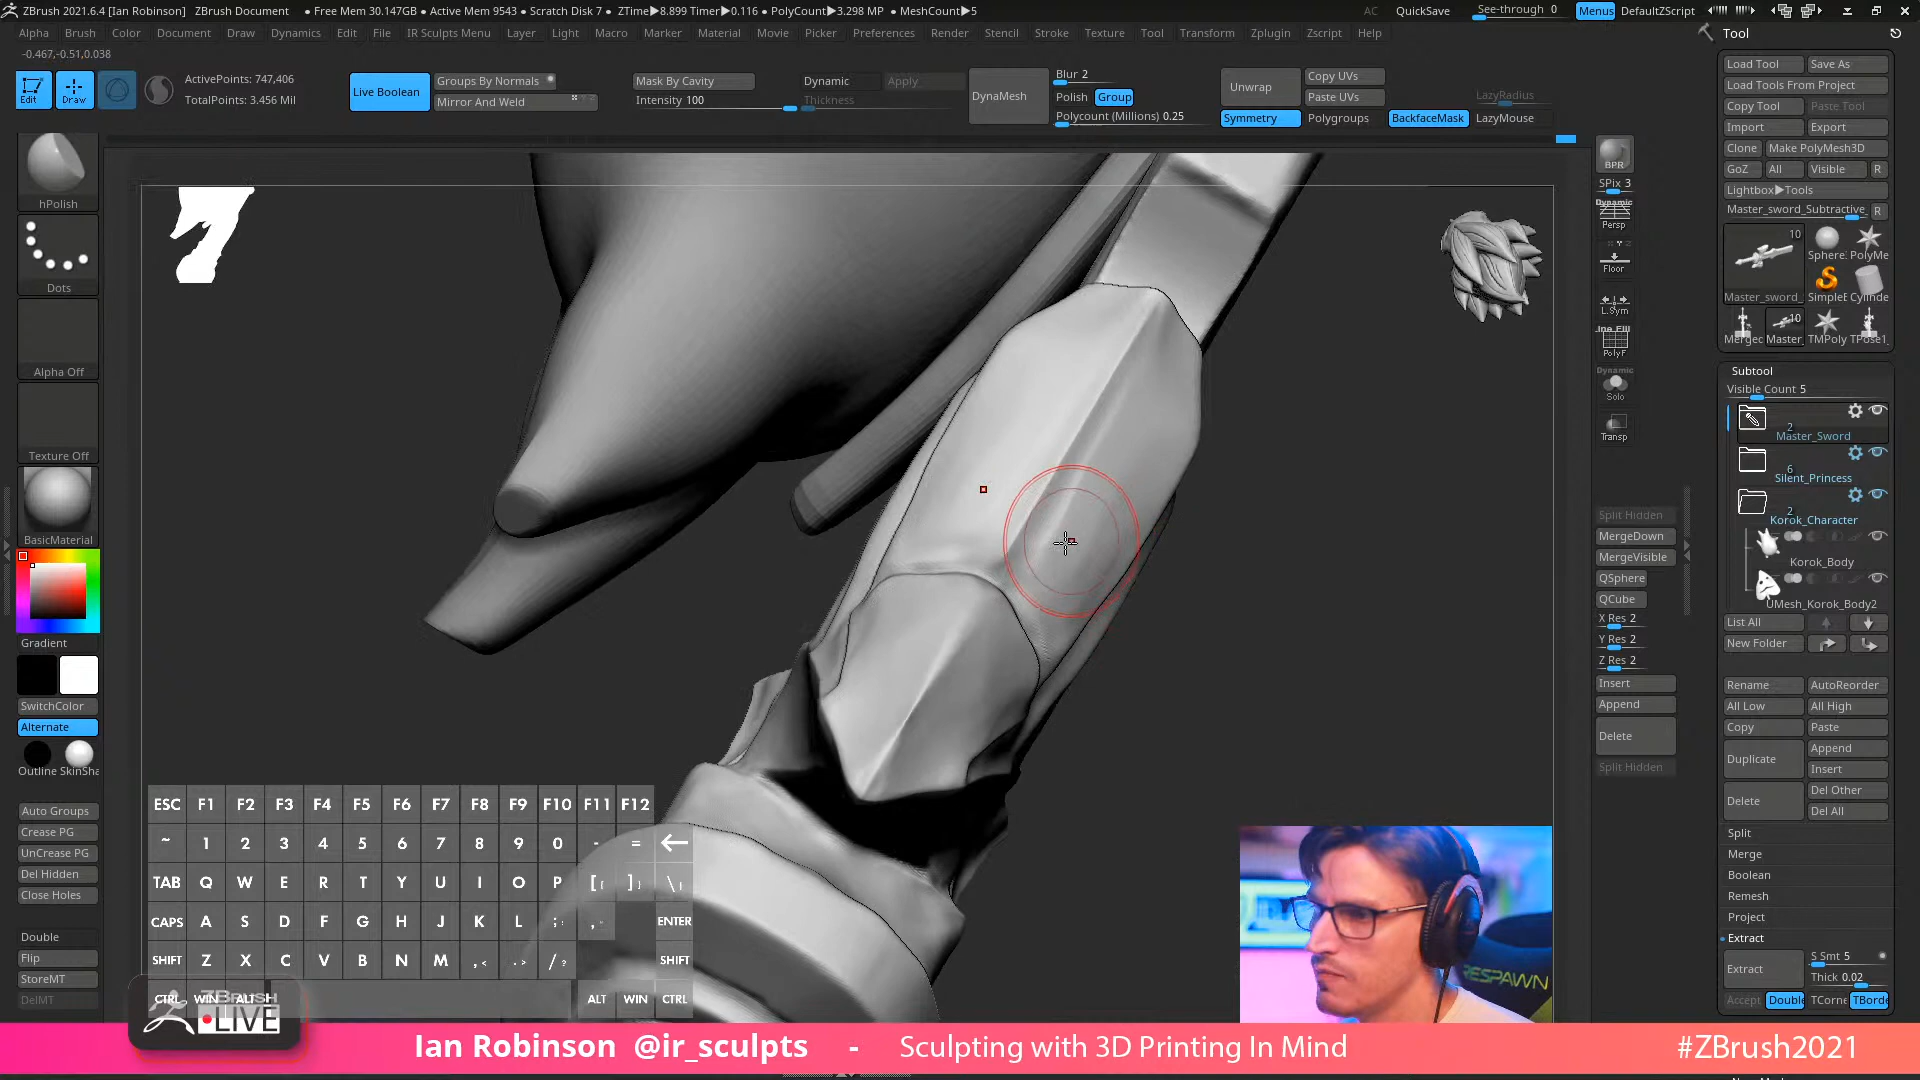 ZBrush 2021.6.4 [Ian Robinson] ZBrush Document • Free Mem 30.147GB • Active Mem 9543 • Scratch Disk 7 • ZTime▶8.899 Timer▶0.116 • PolyCount▶3.298 MP • MeshCount▶5 AC QuickSave See-through 0 Menus DefaultZScript
Alpha Brush Color Document Draw Dynamics Edit File IR Sculpts Menu Layer Light Macro Marker Material Movie Picker Preferences Render Stencil Stroke Texture Tool Transform Zplugin Zscript Help
Tool
-0.467,-0.51,0.038
Edit Draw
ActivePoints: 747,406
TotalPoints: 3.456 Mil
Live Boolean
Groups By Normals
Mirror And Weld
Mask By Cavity
Intensity 100
Dynamic Apply
Thickness
DynaMesh
Blur 2
Polish Group
Polycount (Millions) 0.25
Unwrap
Copy UVs
Paste UVs
Symmetry Polygroups BackfaceMask
LazyRadius
LazyMouse
Load Tool Save As
Load Tools From Project
Copy Tool Paste Tool
Import Export
Clone Make PolyMesh3D
GoZ All Visible R
Lightbox▶Tools
Master_sword_Subtractive_ R
10
Sphere: PolyMe
Master_sword_ SimpleE Cylinde
10
Mergec Master_ TMPoly TPose1_
hPolish
Dots
Alpha Off
Texture Off
BasicMaterial
Gradient
SwitchColor
Alternate
Outline SkinSha
Auto Groups
Crease PG
UnCrease PG
Del Hidden
Close Holes
Double
Flip
StoreMT
DelMT
BPR
SPix 3
Dynamic
Persp
Floor
L.Sym
PolyF
Dynamic
Solo
Transp
Split Hidden
MergeDown
MergeVisible
QSphere
QCube
X Res 2
Y Res 2
Z Res 2
Insert
Append
Delete
Split Hidden
Subtool
Visible Count 5
2
Master_Sword
6
Silent_Princess
2
Korok_Character
Korok_Body
UMesh_Korok_Body2
List All
New Folder
Rename AutoReorder
All Low All High
Copy Paste
Duplicate Append
Insert
Delete Del Other
Del All
Split
Merge
Boolean
Remesh
Project
Extract
Extract S Smt 5
Thick 0.02
Accept Double TCorne TBorde
ESC F1 F2 F3 F4 F5 F6 F7 F8 F9 F10 F11 F12
~ 1 2 3 4 5 6 7 8 9 0 - = ←
TAB Q W E R T Y U I O P [ { ] } \ |
CAPS A S D F G H J K L ; : , " ENTER
SHIFT Z X C V B N M , < . > / ? SHIFT
CTRL WIN ALT ALT WIN CTRL
ZBRUSH
LIVE
RESPAWN
Ian Robinson @ir_sculpts - Sculpting with 3D Printing In Mind #ZBrush2021